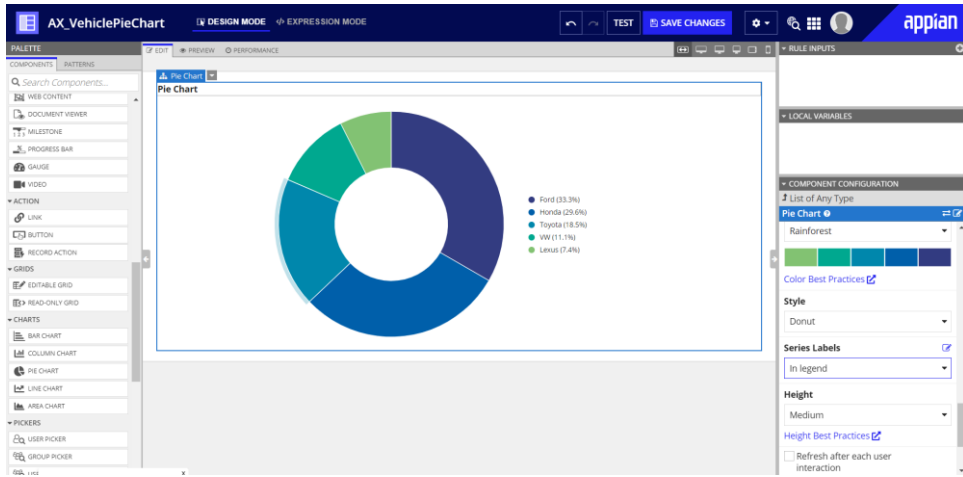 AX_VehiclePieChart
DESIGN MODE
EXPRESSION MODE
TEST
SAVE CHANGES
appian
PALETTE
COMPONENTS
PATTERNS
Search Components...
WEB CONTENT
DOCUMENT VIEWER
MILESTONE
PROGRESS BAR
GAUGE
VIDEO
ACTION
LINK
BUTTON
RECORD ACTION
GRIDS
EDITABLE GRID
READ-ONLY GRID
CHARTS
BAR CHART
COLUMN CHART
PIE CHART
LINE CHART
AREA CHART
PICKERS
USER PICKER
GROUP PICKER
EDIT
PREVIEW
PERFORMANCE
Pie Chart
Pie Chart
Ford (33.3%)
Honda (29.6%)
Toyota (18.5%)
VW (11.1%)
Lexus (7.4%)
RULE INPUTS
LOCAL VARIABLES
COMPONENT CONFIGURATION
List of Any Type
Pie Chart
Rainforest
Color Best Practices
Style
Donut
Series Labels
In legend
Height
Medium
Height Best Practices
Refresh after each user
interaction